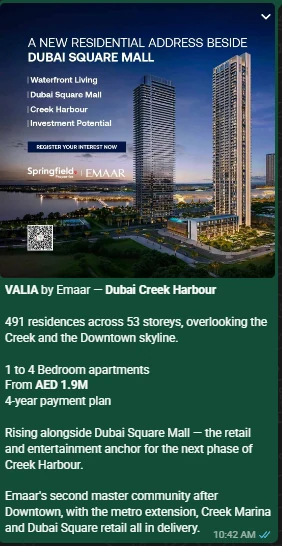 A NEW RESIDENTIAL ADDRESS BESIDE
DUBAI SQUARE MALL
Waterfront Living
Dubai Square Mall
Creek Harbour
Investment Potential
REGISTER YOUR INTEREST NOW
Springfield
EMAAR
VALIA by Emaar — Dubai Creek Harbour
491 residences across 53 storeys, overlooking the
Creek and the Downtown skyline.
1 to 4 Bedroom apartments
From AED 1.9M
4-year payment plan
Rising alongside Dubai Square Mall — the retail
and entertainment anchor for the next phase of
Creek Harbour.
Emaar's second master community after
Downtown, with the metro extension, Creek Marina
and Dubai Square retail all in delivery.
10:42 AM